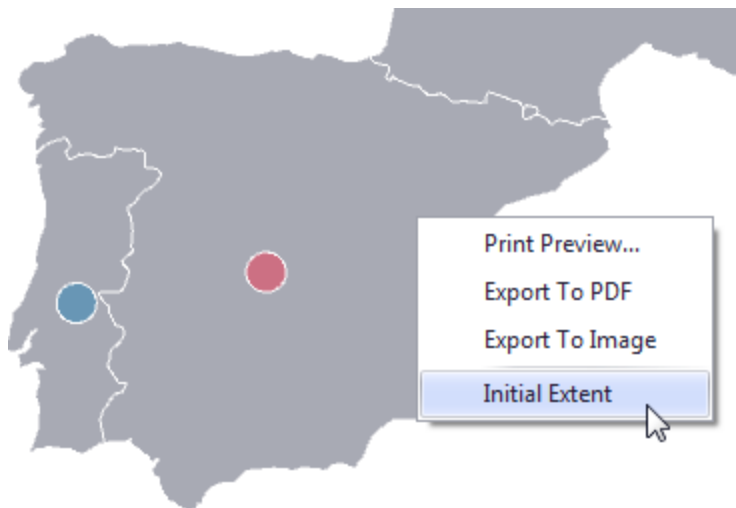 Print Preview...
Export To PDF
Export To Image
Initial Extent